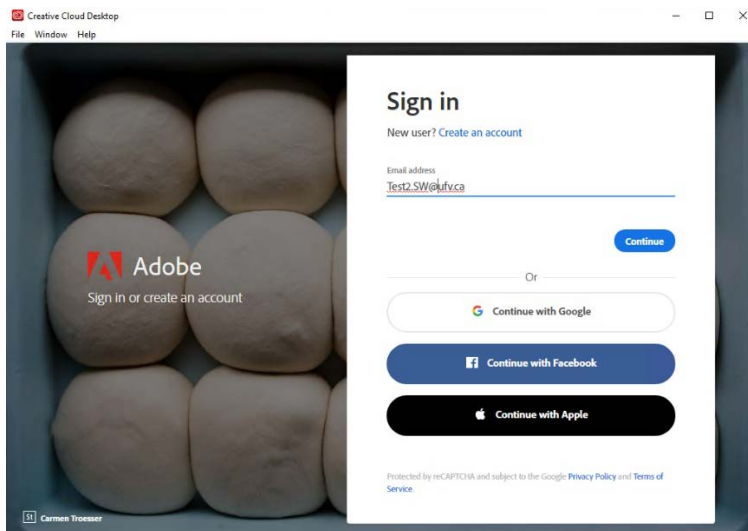 Creative Cloud Desktop
File Window Help
Adobe
Sign in or create an account
St Carmen Troesser
Sign in
New user? Create an account
Email address
Test2.SW@ufv.ca
Continue
Or
Continue with Google
Continue with Facebook
Continue with Apple
Protected by reCAPTCHA and subject to the Google Privacy Policy and Terms of
Service.